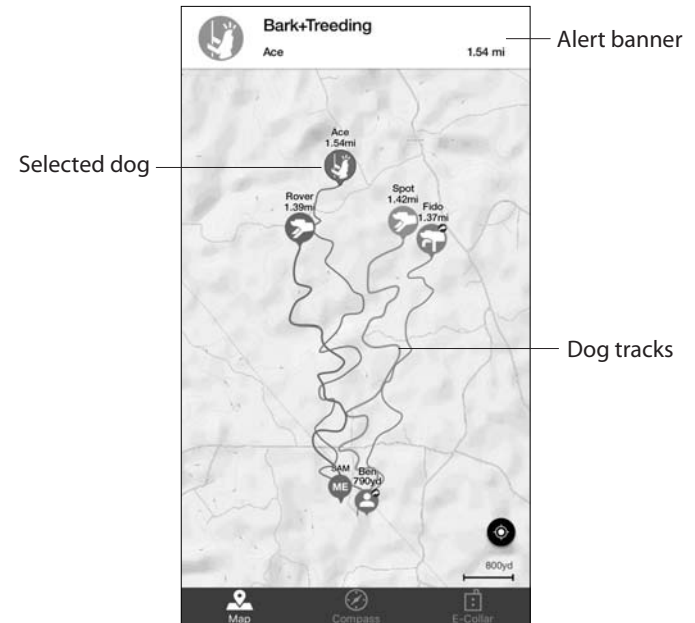 Bark+Treeding
Ace
1.54 mi
Alert banner
Ace
1.54mi
Selected dog
Rover
1.39mi
Spot
1.42mi
Fido
1.37mi
Dog tracks
SAM
ME
Ben
790yd
800yd
Map
Compass
E-Collar